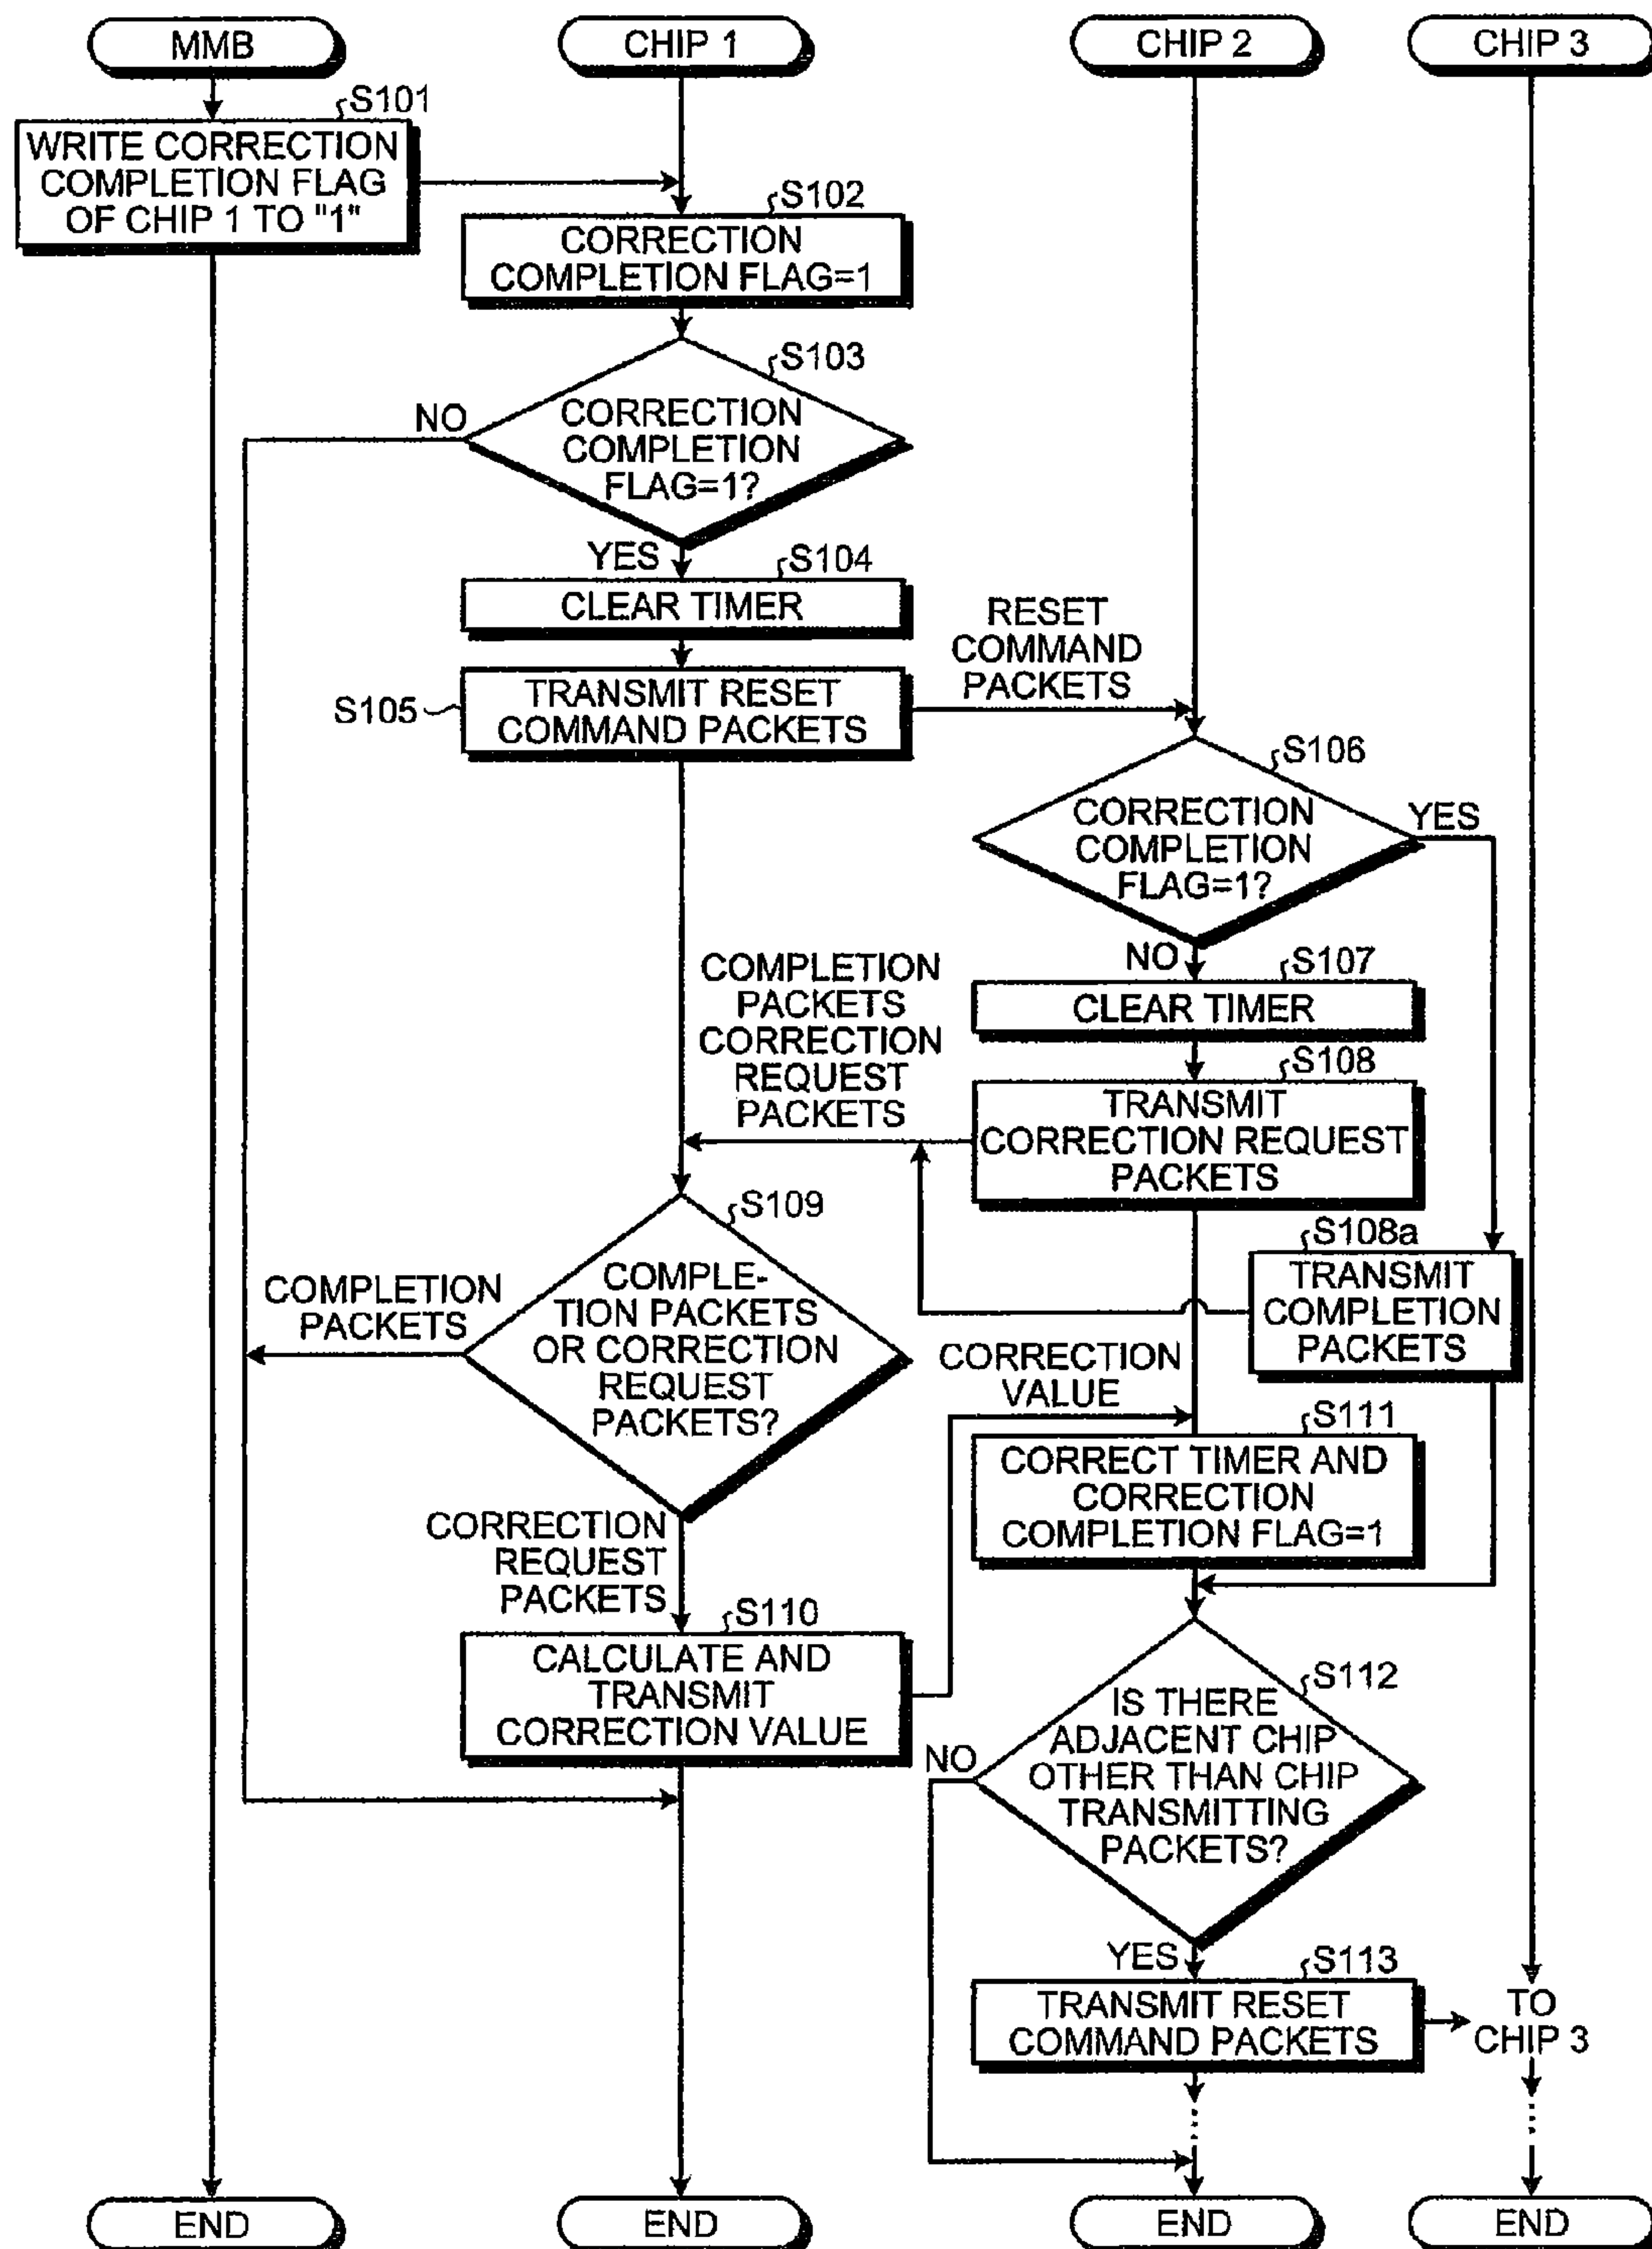 MMB
CHIP 1
CHIP 2
CHIP 3
S101
WRITE CORRECTION
COMPLETION FLAG
OF CHIP 1 TO "1"
S102
CORRECTION
COMPLETION FLAG=1
S103
CORRECTION
COMPLETION
FLAG=1?
NO
YES
S104
CLEAR TIMER
S105
TRANSMIT RESET
COMMAND PACKETS
RESET
COMMAND
PACKETS
S106
CORRECTION
COMPLETION
FLAG=1?
YES
NO
S107
CLEAR TIMER
S108
TRANSMIT
CORRECTION REQUEST
PACKETS
COMPLETION
PACKETS
CORRECTION
REQUEST
PACKETS
S108a
TRANSMIT
COMPLETION
PACKETS
S109
COMPLE-
TION PACKETS
OR CORRECTION
REQUEST
PACKETS?
COMPLETION
PACKETS
CORRECTION
REQUEST
PACKETS
S110
CALCULATE AND
TRANSMIT
CORRECTION VALUE
CORRECTION
VALUE
S111
CORRECT TIMER AND
CORRECTION
COMPLETION FLAG=1
S112
IS THERE
ADJACENT CHIP
OTHER THAN CHIP
TRANSMITTING
PACKETS?
NO
YES
S113
TRANSMIT RESET
COMMAND PACKETS
TO
CHIP 3
END
END
END
END